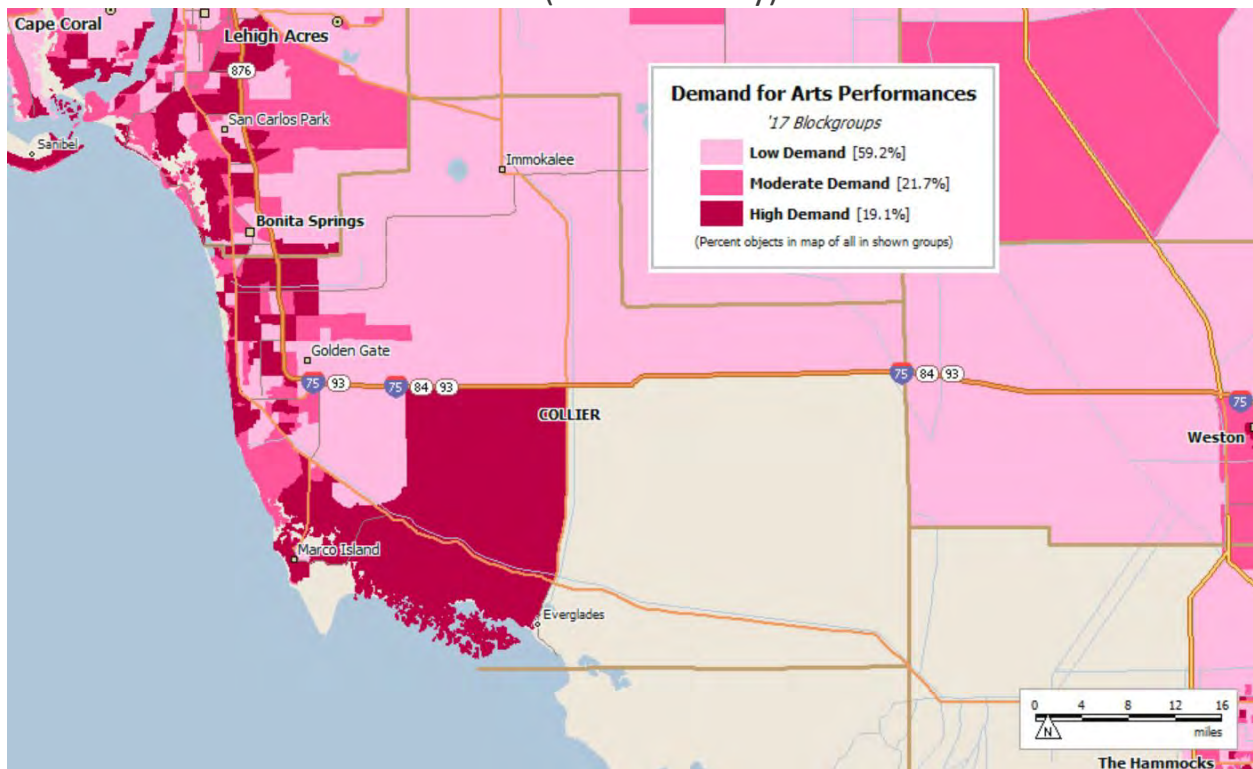 Cape Coral
Lehigh Acres
876
San Carlos Park
Sanibel
Immokalee
Bonita Springs
Demand for Arts Performances
'17 Blockgroups
Low Demand [59.2%]
Moderate Demand [21.7%]
High Demand [19.1%]
(Percent objects in map of all in shown groups)
Golden Gate
75 93
75 84 93
75 84 93
75
COLLIER
Weston
Marco Island
Everglades
0 4 8 12 16
miles
N
The Hammocks